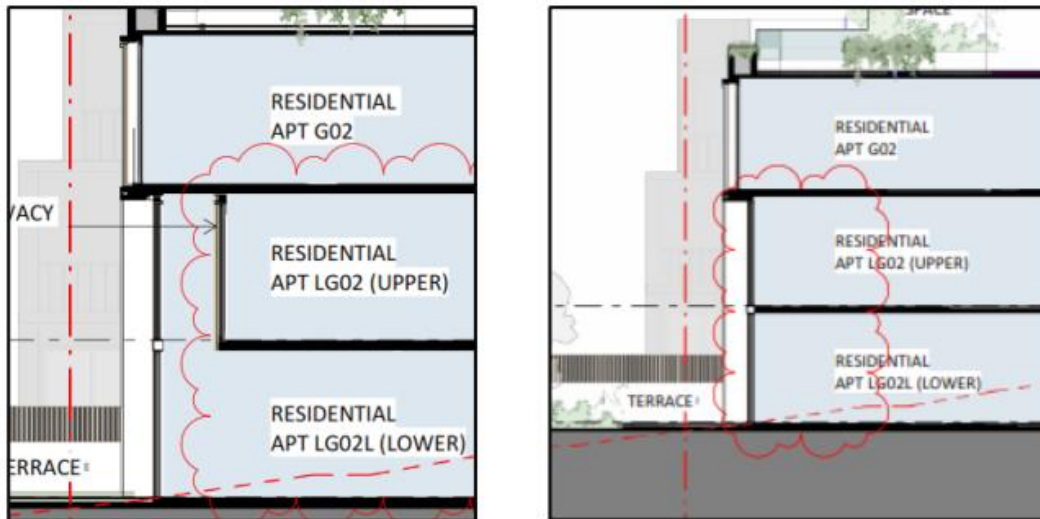 RESIDENTIAL
APT G02
VACY
RESIDENTIAL
APT LG02 (UPPER)
RESIDENTIAL
APT LG02L (LOWER)
ERRACE
SPACE
RESIDENTIAL
APT G02
RESIDENTIAL
APT LG02 (UPPER)
RESIDENTIAL
APT LG02L (LOWER)
TERRACE